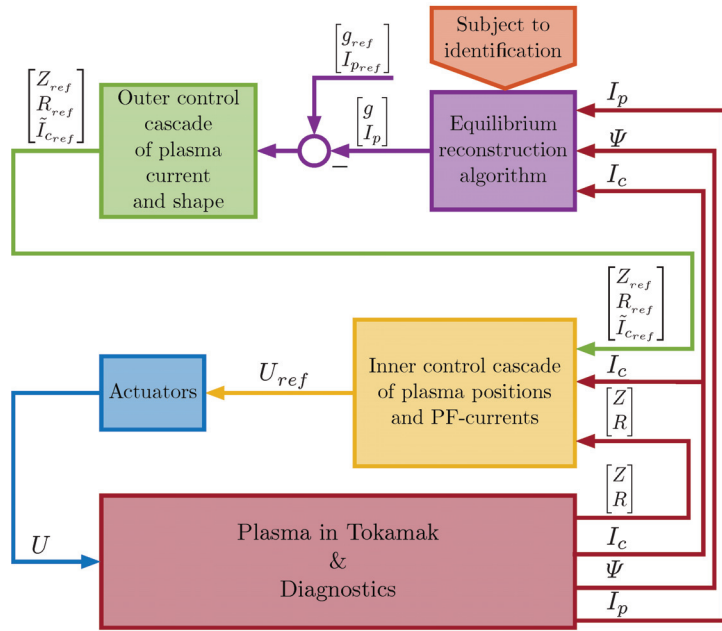 Subject to
identification
[g_ref
I_p_ref]
[Z_ref
R_ref
Ĩ_c_ref]
Outer control
cascade
of plasma
current
and shape
[g
I_p]
−
Equilibrium
reconstruction
algorithm
I_p
Ψ
I_c
[Z_ref
R_ref
Ĩ_c_ref]
Actuators
U_ref
Inner control cascade
of plasma positions
and PF-currents
I_c
[Z
R]
U
Plasma in Tokamak
&
Diagnostics
[Z
R]
I_c
Ψ
I_p